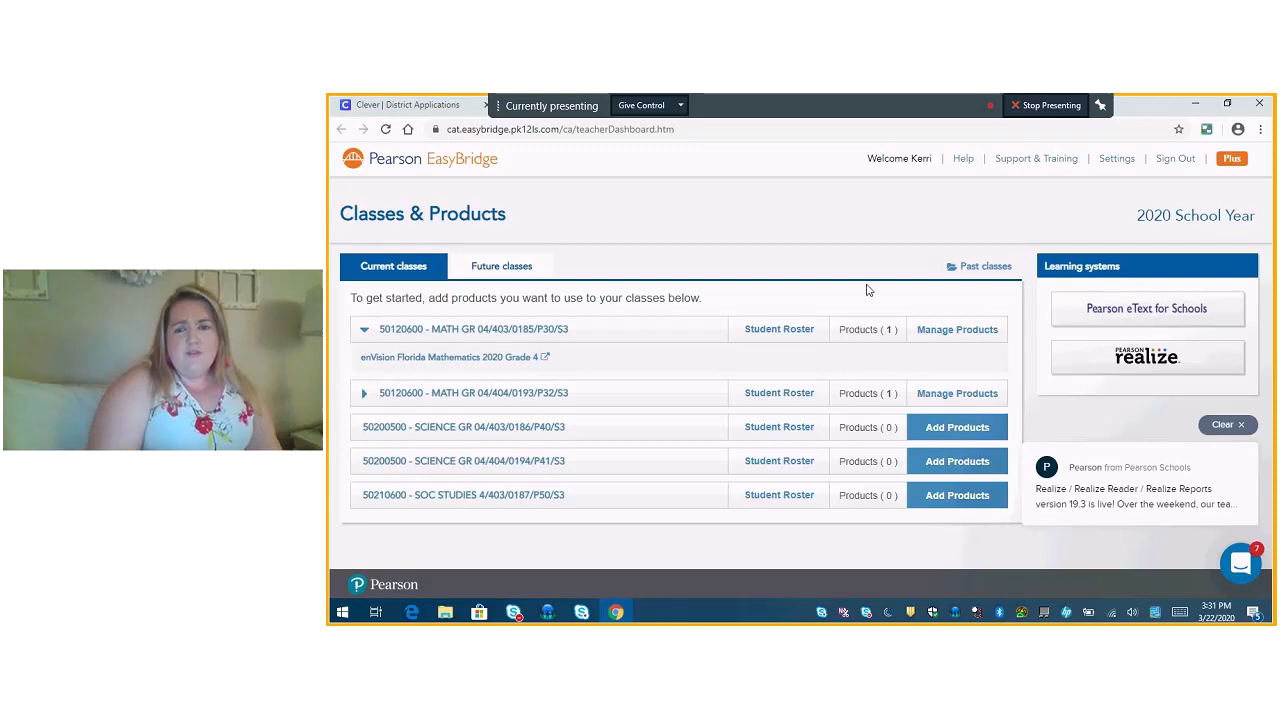 Clever | District Applications
Currently presenting
Give Control
Stop Presenting
cat.easybridge.pk12ls.com/ca/teacherDashboard.htm
Pearson EasyBridge
Welcome Kerri | Help | Support & Training | Settings | Sign Out | Plus
Classes & Products
2020 School Year
Current classes
Future classes
Past classes
Learning systems
To get started, add products you want to use to your classes below.
Pearson eText for Schools
50120600 - MATH GR 04/403/0185/P30/S3 Student Roster Products ( 1 ) Manage Products
enVision Florida Mathematics 2020 Grade 4
PEARSON
realize
50120600 - MATH GR 04/404/0193/P32/S3 Student Roster Products ( 1 ) Manage Products
50200500 - SCIENCE GR 04/403/0186/P40/S3 Student Roster Products ( 0 ) Add Products
Clear ×
50200500 - SCIENCE GR 04/404/0194/P41/S3 Student Roster Products ( 0 ) Add Products
P Pearson from Pearson Schools
Realize / Realize Reader / Realize Reports
version 19.3 is live! Over the weekend, our tea...
50210600 - SOC STUDIES 4/403/0187/P50/S3 Student Roster Products ( 0 ) Add Products
7
P Pearson
3:31 PM
3/22/2020
5